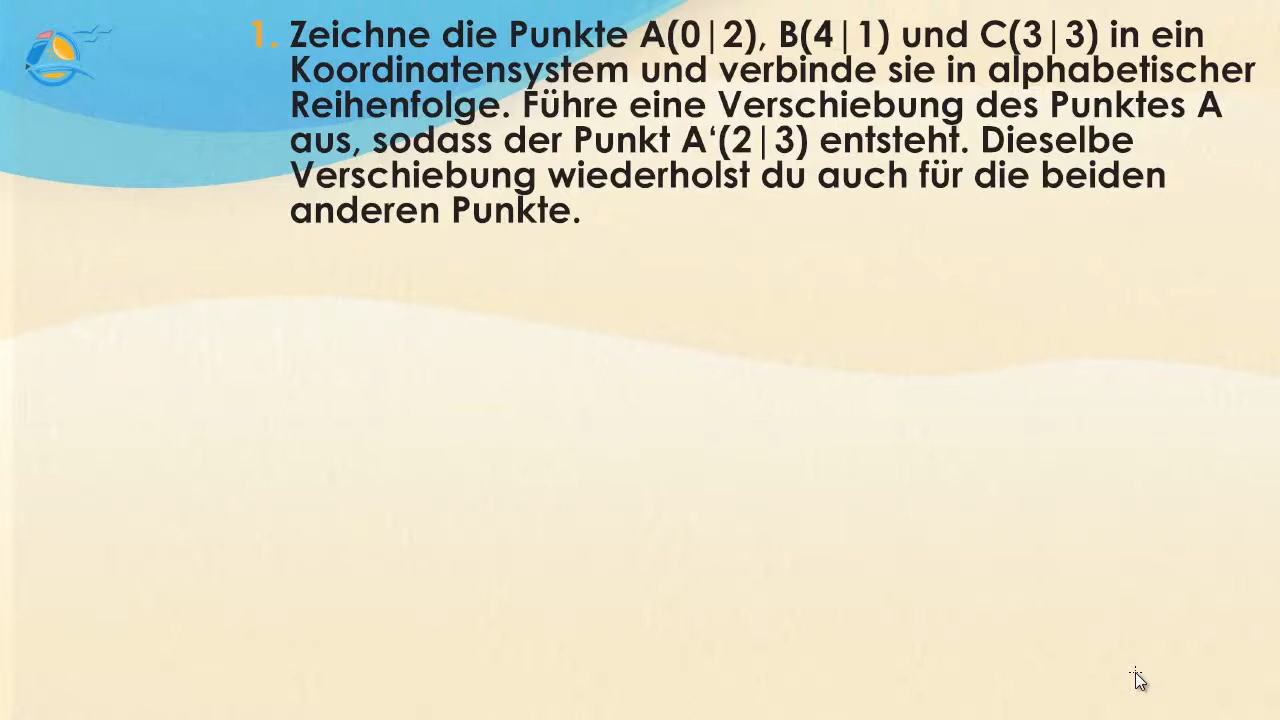 1. Zeichne die Punkte A(0|2), B(4|1) und C(3|3) in ein
Koordinatensystem und verbinde sie in alphabetischer
Reihenfolge. Führe eine Verschiebung des Punktes A
aus, sodass der Punkt A‘(2|3) entsteht. Dieselbe
Verschiebung wiederholst du auch für die beiden
anderen Punkte.